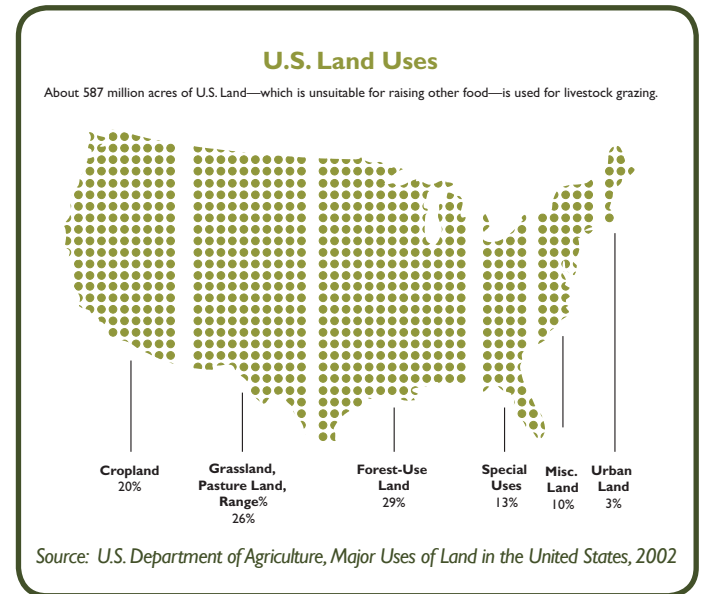 U.S. Land Uses
About 587 million acres of U.S. Land—which is unsuitable for raising other food—is used for livestock grazing.
Cropland
20%
Grassland,
Pasture Land,
Range%
26%
Forest-Use
Land
29%
Special
Uses
13%
Misc.
Land
10%
Urban
Land
3%
Source: U.S. Department of Agriculture, Major Uses of Land in the United States, 2002